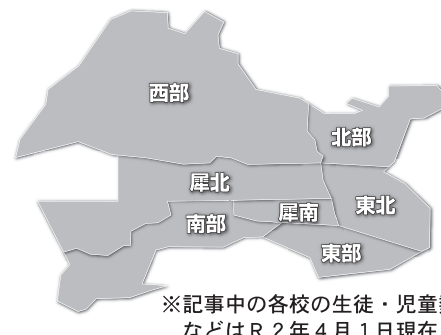 西部
北部
犀北
東北
犀南
南部
東部
※記事中の各校の生徒・児童数
などはＲ２年４月１日現在